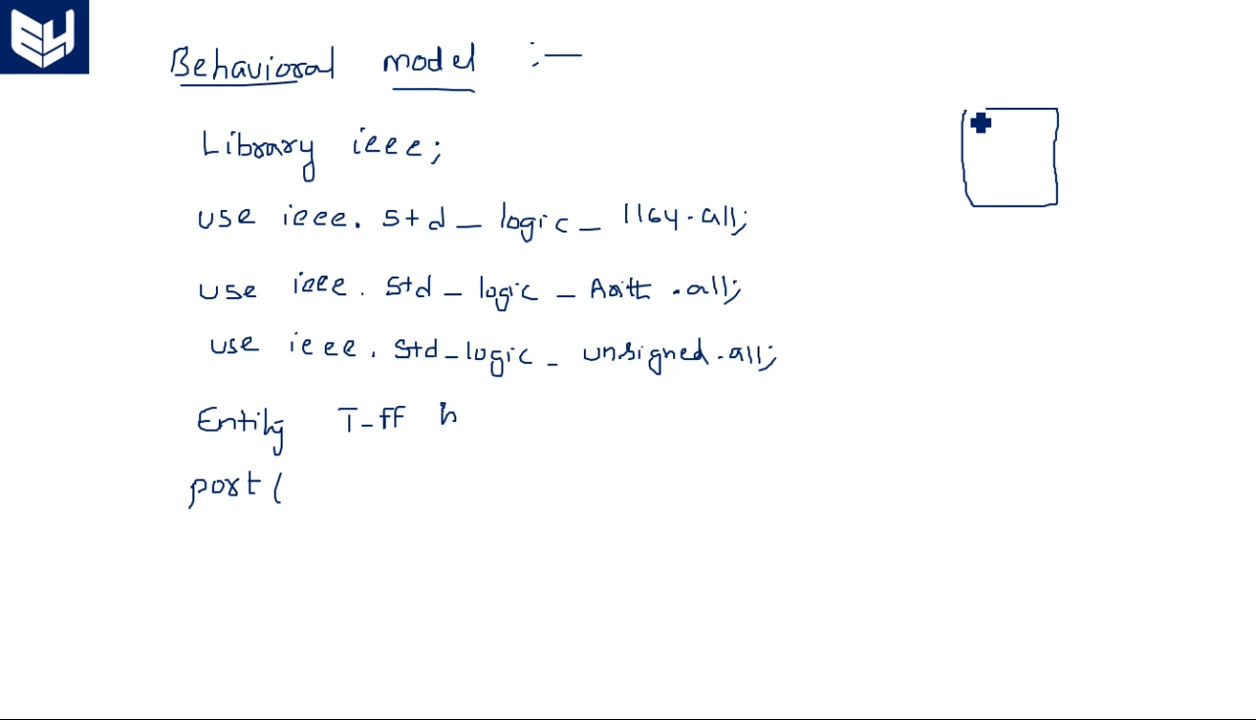 Behavioral model :—
Library ieee;
use ieee. std_logic_1164.all;
use ieee. std_logic_Arith .all;
use ieee. std_logic_unsigned.all;
Entity T-ff is
port (